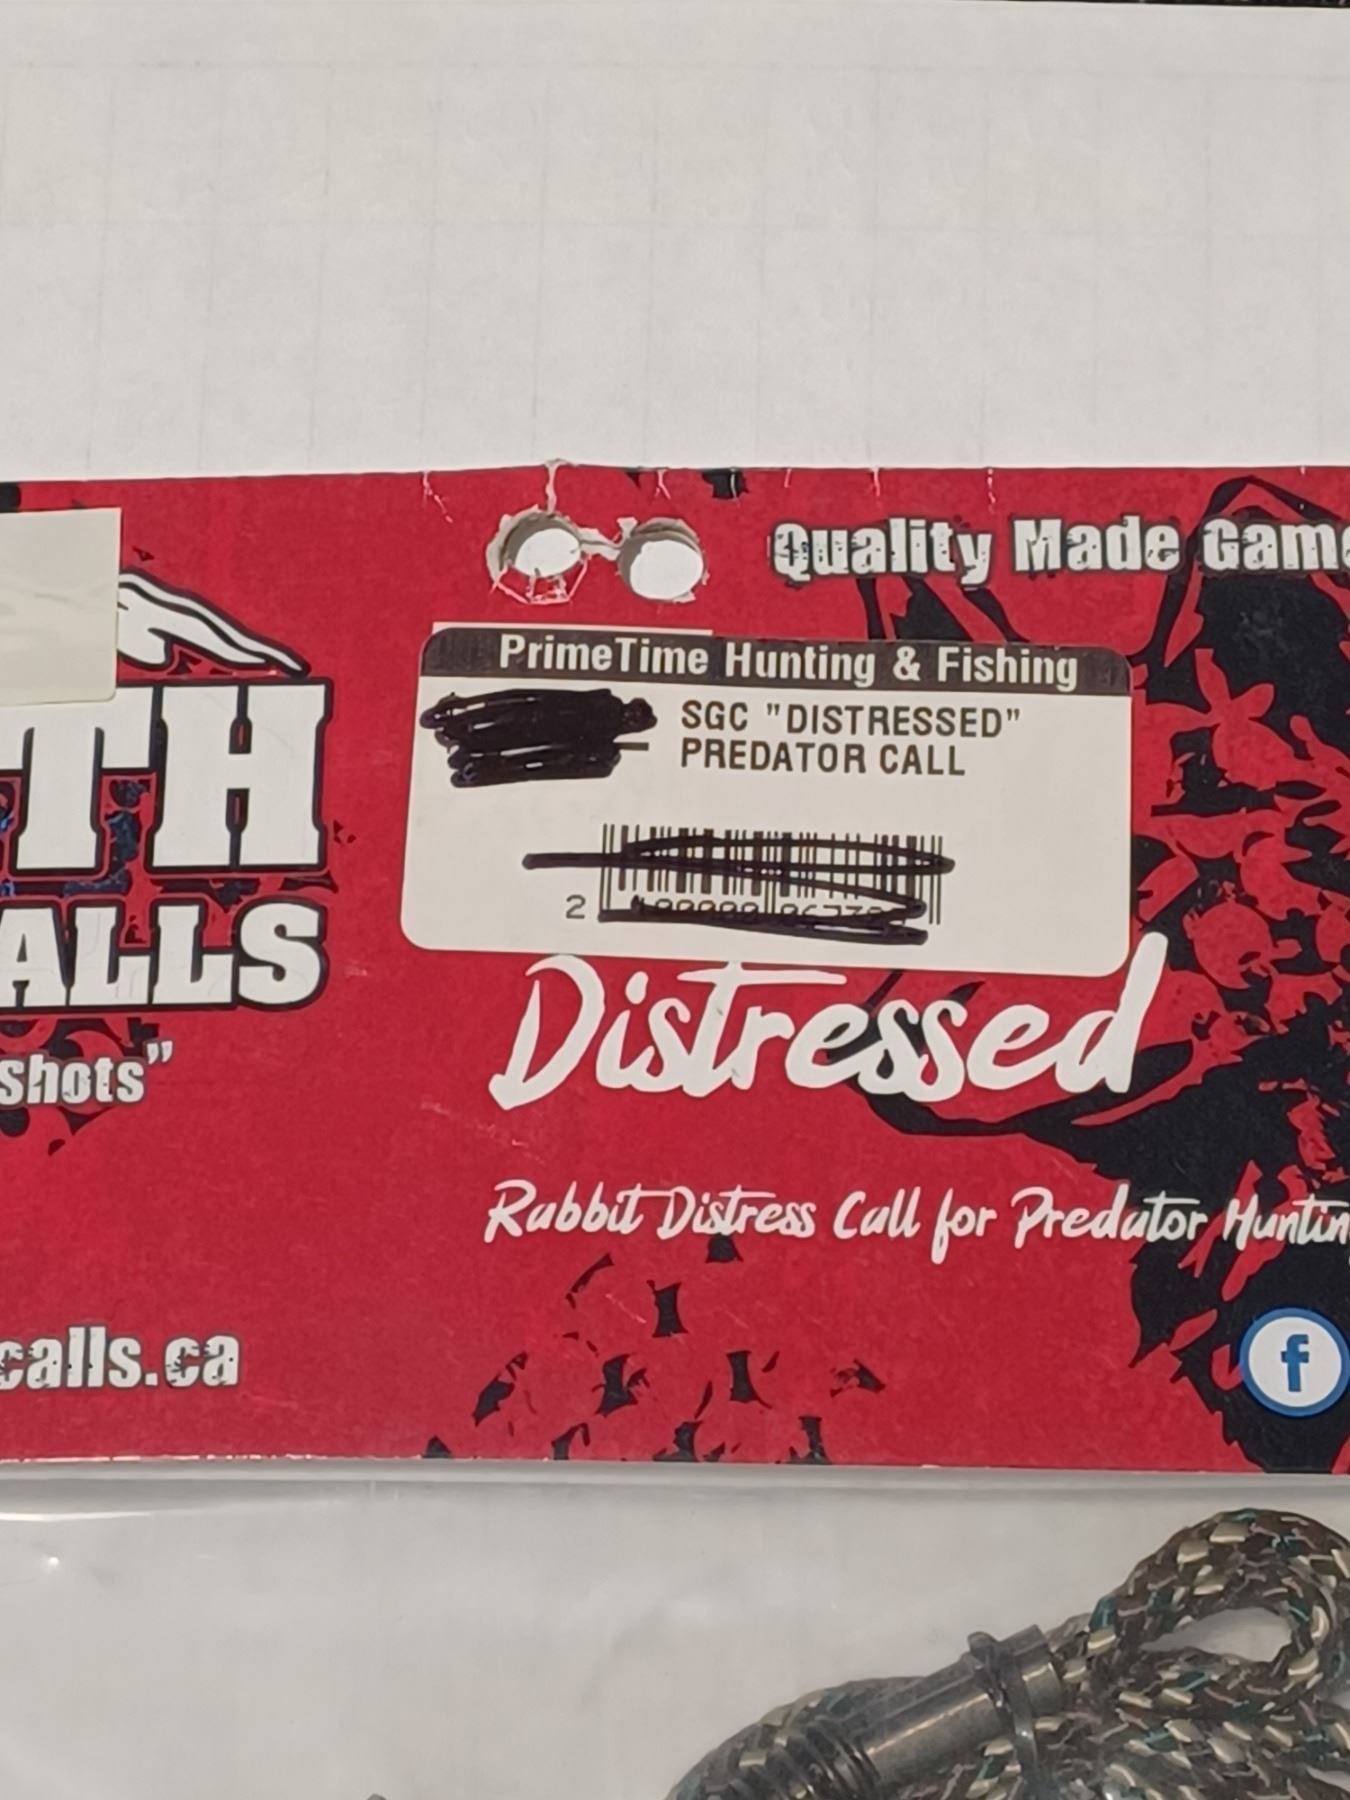 Quality Made Game
PrimeTime Hunting & Fishing
SGC "DISTRESSED"
PREDATOR CALL
2
TH
ALLS
Shots"
Distressed
Rabbit Distress Call for Predator Huntin
calls.ca
f